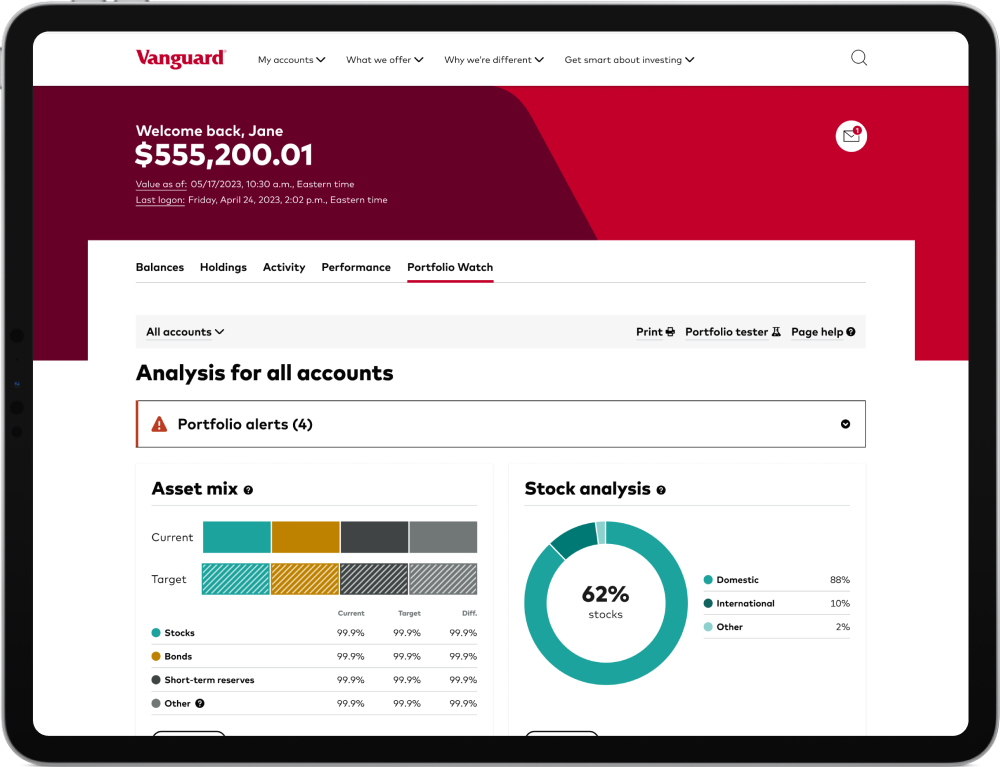 Vanguard
My accounts What we offer Why we're different Get smart about investing
Welcome back, Jane
1
$555,200.01
Value as of: 05/17/2023, 10:30 a.m., Eastern time
Last logon: Friday, April 24, 2023, 2:02 p.m., Eastern time
Balances Holdings Activity Performance Portfolio Watch
All accounts Print Portfolio tester Page help ?
Analysis for all accounts
Portfolio alerts (4)
Asset mix ?
Current
Target
Current Target Diff.
Stocks 99.9% 99.9% 99.9%
Bonds 99.9% 99.9% 99.9%
Short-term reserves 99.9% 99.9% 99.9%
Other ? 99.9% 99.9% 99.9%
Stock analysis ?
62%
stocks
Domestic 88%
International 10%
Other 2%